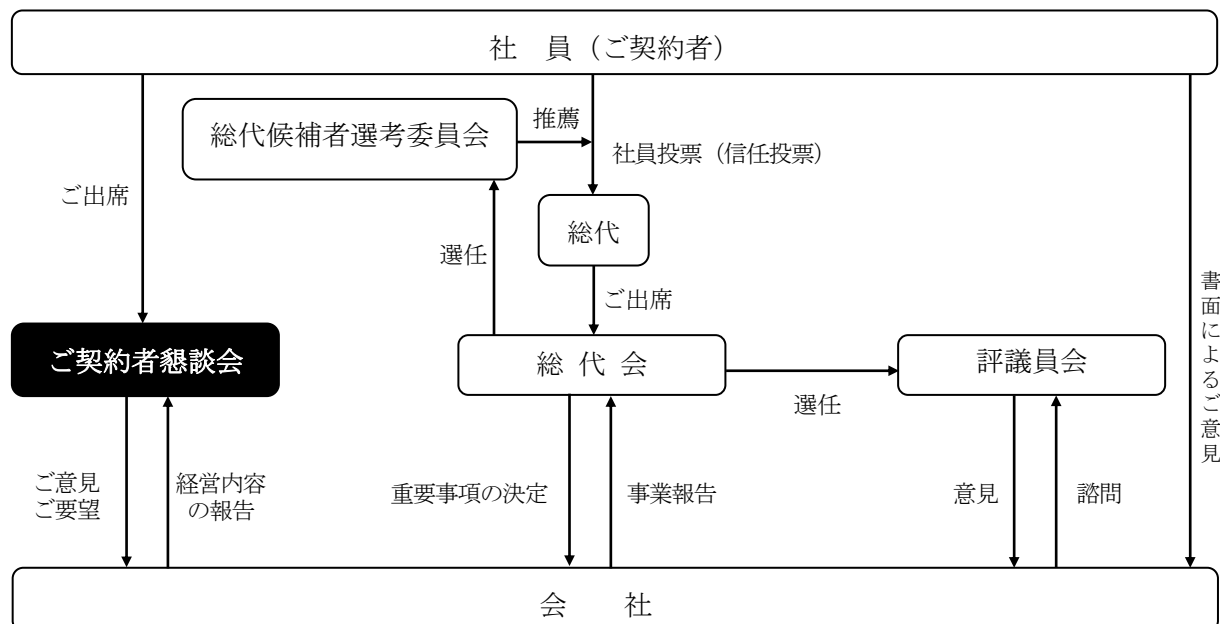 社 員（ご契約者）
総代候補者選考委員会
推薦
社員投票（信任投票）
ご出席
総代
選任
ご出席
書面によるご意見
ご契約者懇談会
総 代 会
評議員会
選任
ご意見
ご要望
経営内容
の報告
重要事項の決定
事業報告
意見
諮問
会 社